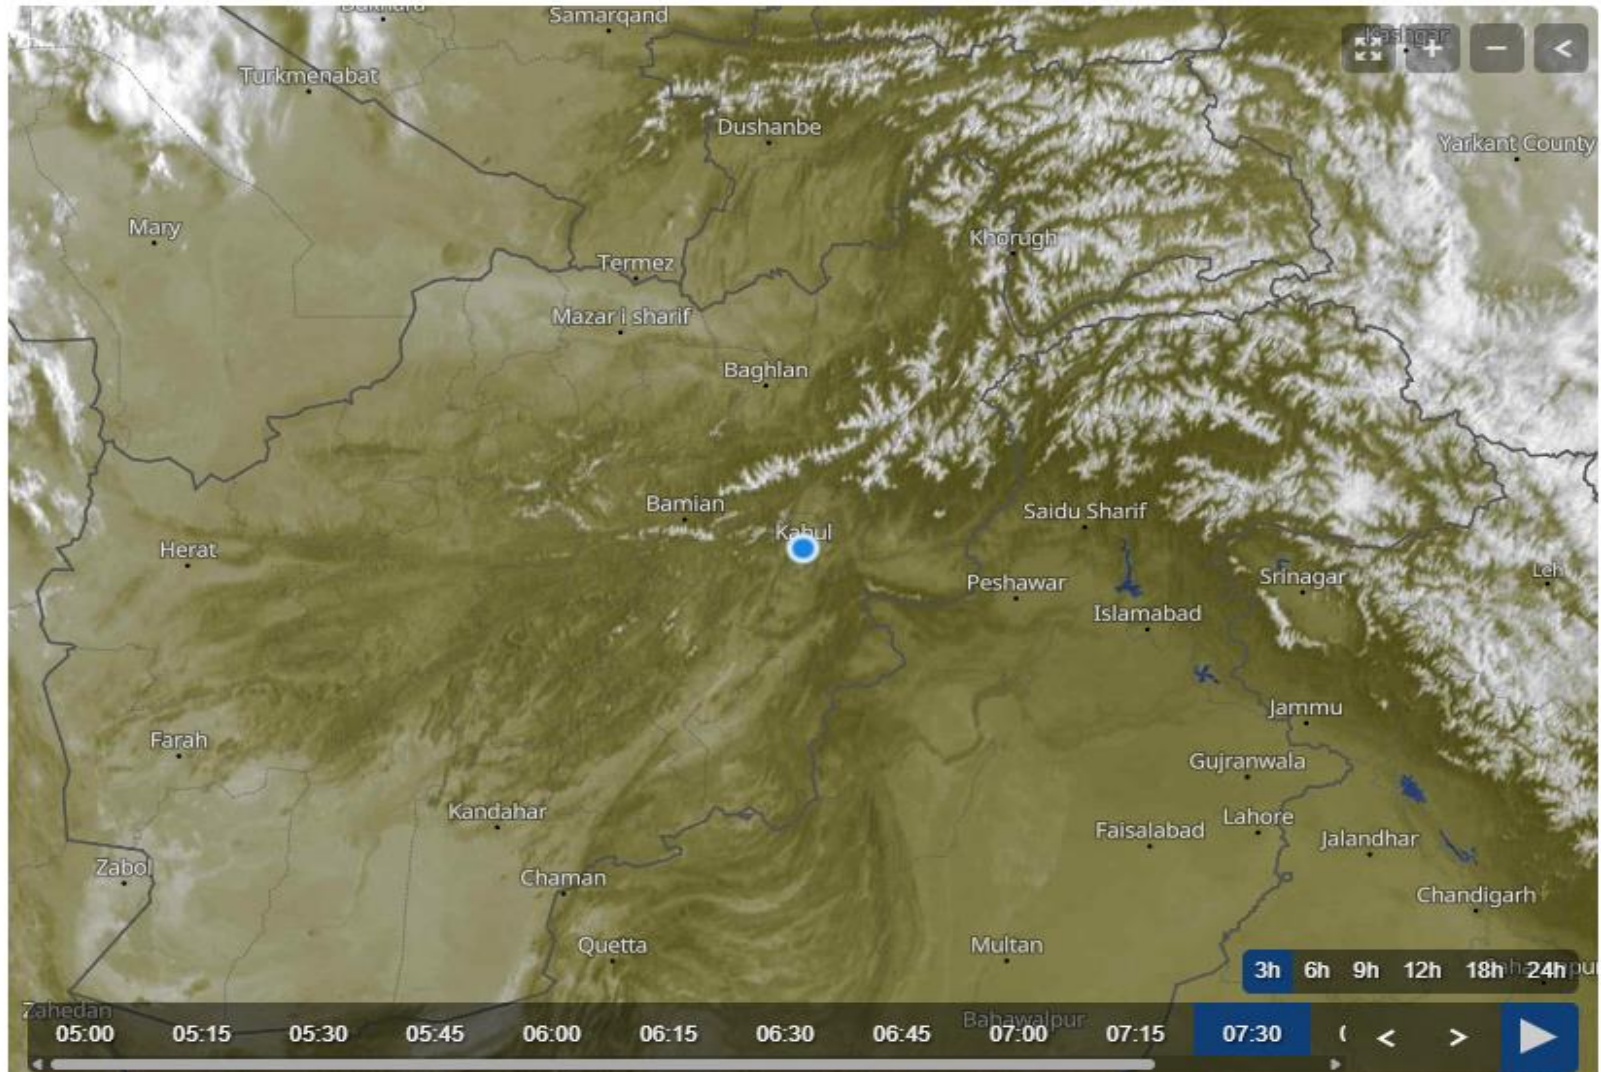 Samarqand
Kashgar
+ − <
Turkmenabat
Dushanbe
Yarkant County
Mary
Khorugh
Termez
Mazar i sharif
Baghlan
Bamian
Saidu Sharif
Kabul
Herat
Peshawar
Srinagar
Leh
Islamabad
Jammu
Farah
Gujranwala
Kandahar
Lahore
Faisalabad
Jalandhar
Zabol
Chaman
Chandigarh
Quetta
Multan
3h 6h 9h 12h 18h 24h
Zahedan
Bahawalpur
05:00 05:15 05:30 05:45 06:00 06:15 06:30 06:45 07:00 07:15 07:30 < >